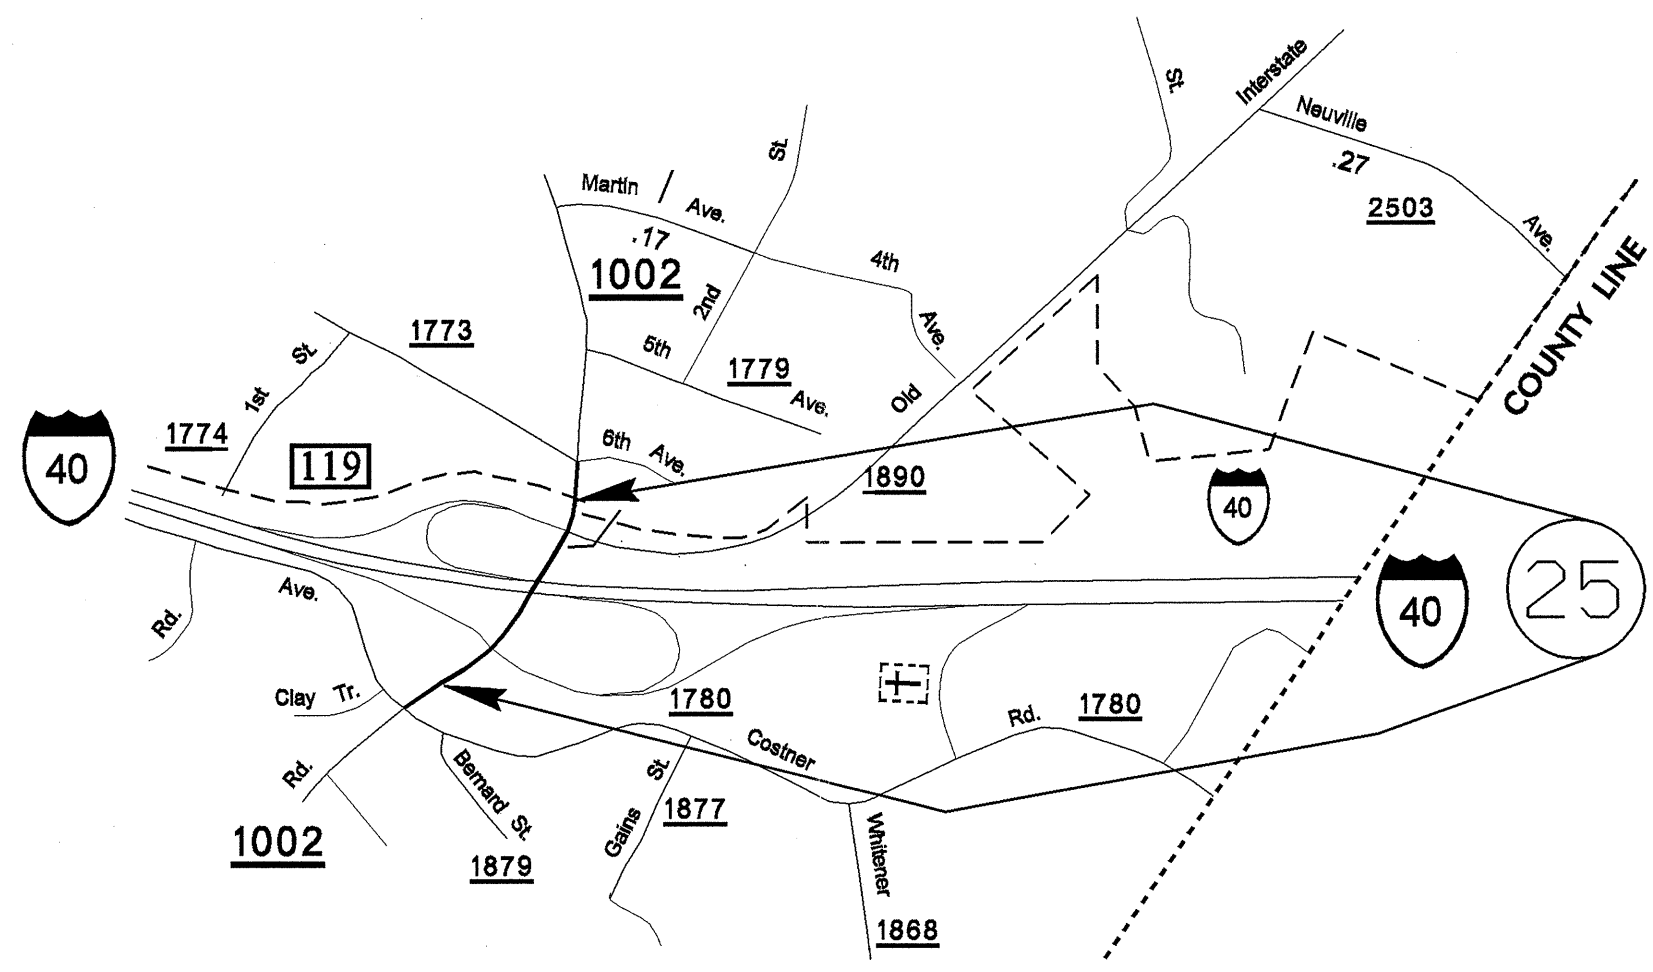 St.
Interstate
Neuville
.27
2503
Ave.
COUNTY LINE
St.
Martin
Ave.
.17
1002
4th
Ave.
2nd
1773
5th
1779
Ave.
St.
1st
Old
1774
119
6th
Ave.
1890
40
40
25
40
Rd.
Ave.
Clay Tr.
1780
Rd.
1780
Costner
Rd.
Bernard St.
St.
Gains
1877
1002
1879
Whitener
1868